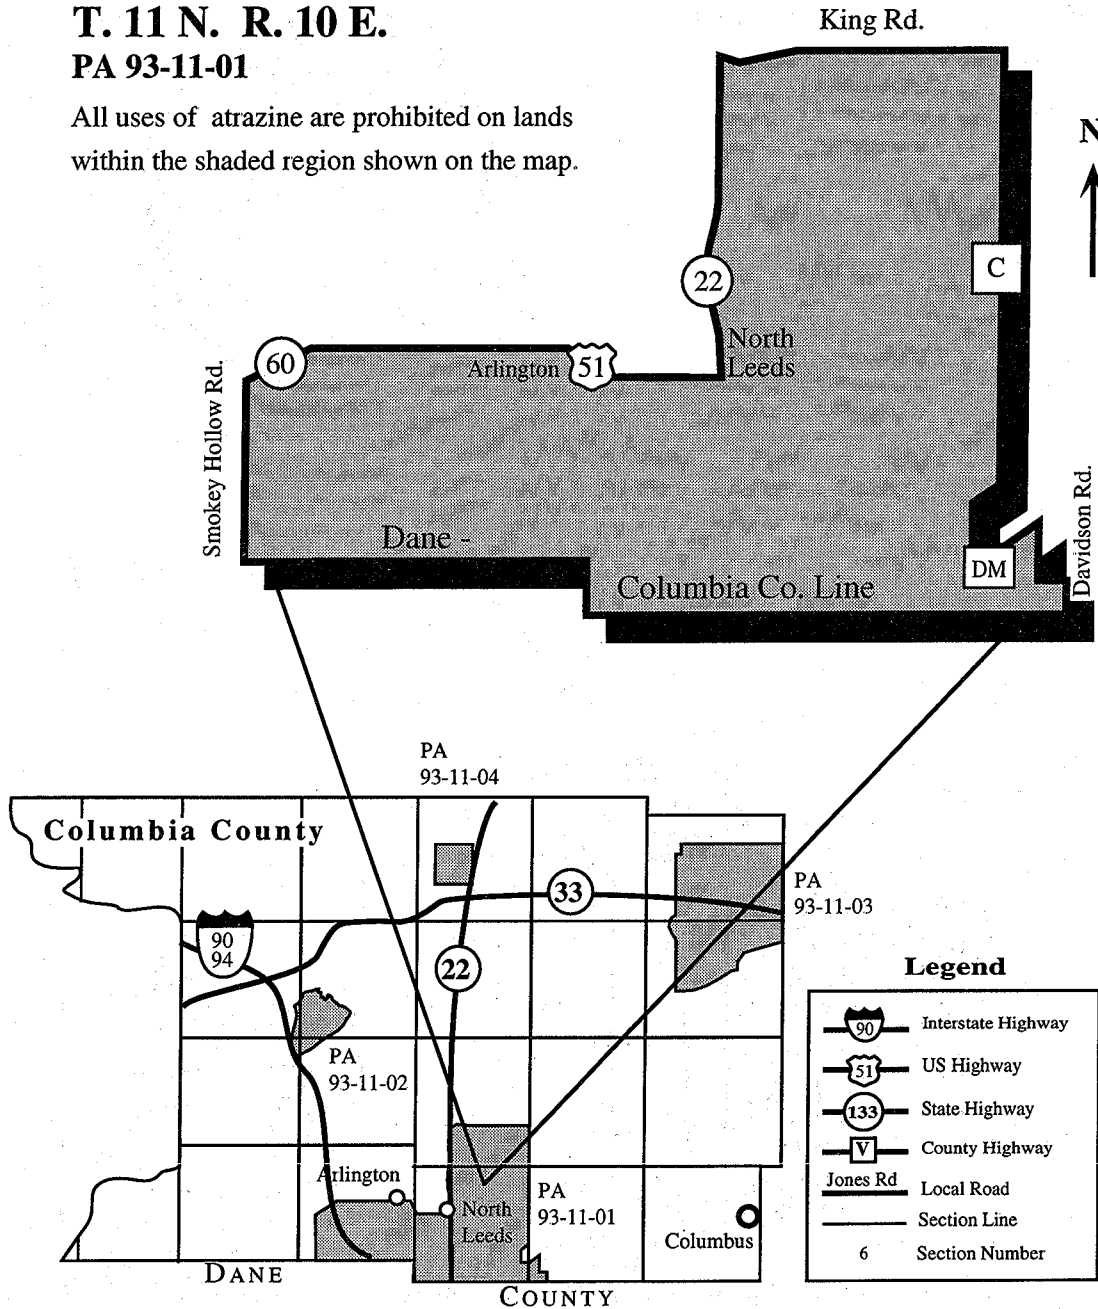 T. 11 N. R. 10 E.
PA 93-11-01
All uses of atrazine are prohibited on lands
within the shaded region shown on the map.
King Rd.
N
C
22
North
Leeds
60
Arlington
51
Smokey Hollow Rd.
Dane -
Columbia Co. Line
DM
Davidson Rd.
PA
93-11-04
Columbia County
33
PA
93-11-03
90
94
22
PA
93-11-02
Arlington
North
Leeds
PA
93-11-01
Columbus
DANE
COUNTY
Legend
90 Interstate Highway
51 US Highway
133 State Highway
V County Highway
Jones Rd Local Road
Section Line
6 Section Number